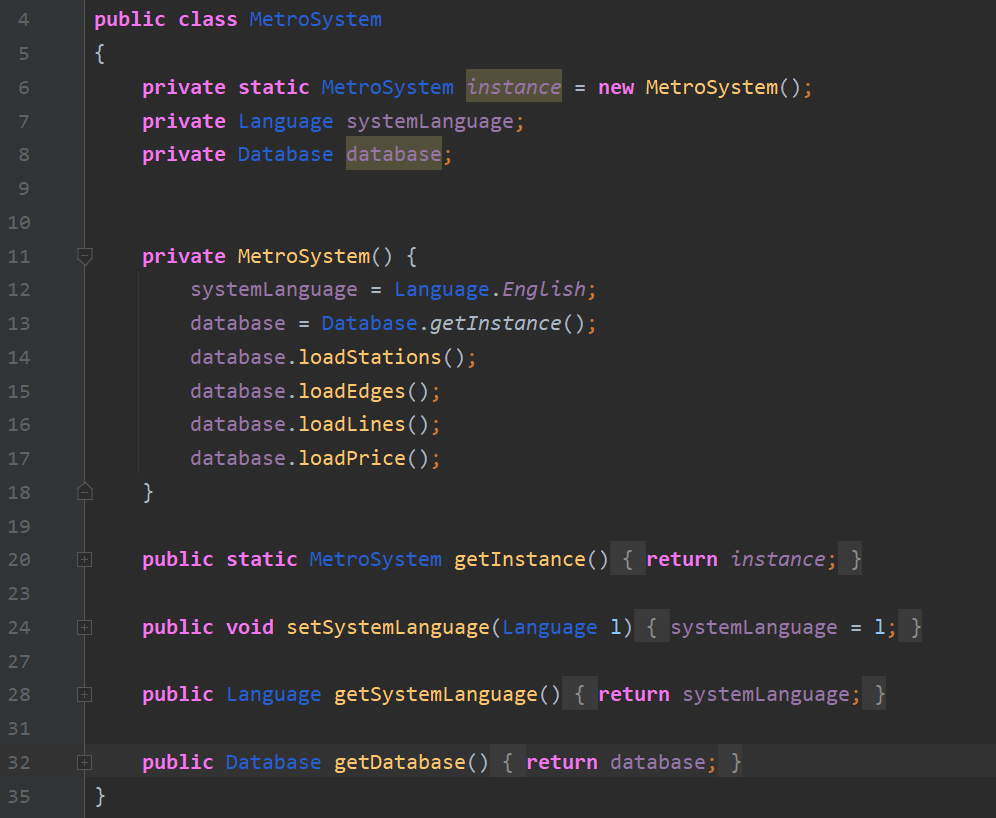 4 public class MetroSystem
5 {
6 private static MetroSystem instance = new MetroSystem();
7 private Language systemLanguage;
8 private Database database;
9
10
11 private MetroSystem() {
12 systemLanguage = Language.English;
13 database = Database.getInstance();
14 database.loadStations();
15 database.loadEdges();
16 database.loadLines();
17 database.loadPrice();
18 }
19
20 public static MetroSystem getInstance() { return instance; }
23
24 public void setSystemLanguage(Language l) { systemLanguage = l; }
27
28 public Language getSystemLanguage() { return systemLanguage; }
31
32 public Database getDatabase() { return database; }
35 }